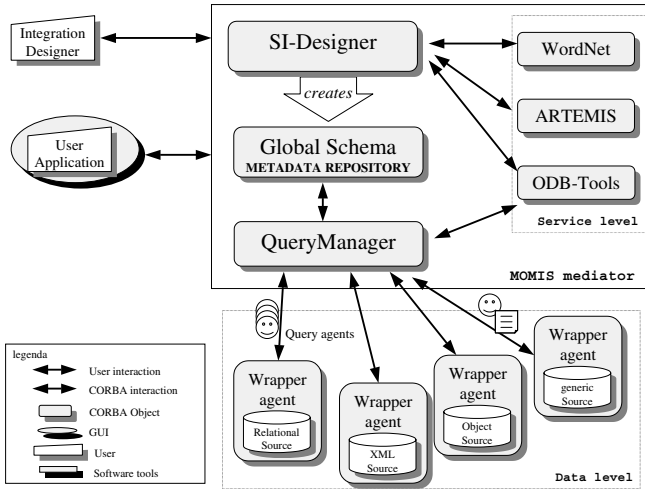 Integration
Designer
SI-Designer
WordNet
creates
ARTEMIS
User
Application
Global Schema
METADATA REPOSITORY
ODB-Tools
Service level
QueryManager
MOMIS mediator
Query agents
Wrapper
agent
Relational
Source
Wrapper
agent
XML
Source
Wrapper
agent
Object
Source
Wrapper
agent
generic
Source
Data level
legenda
User interaction
CORBA interaction
CORBA Object
GUI
User
Software tools